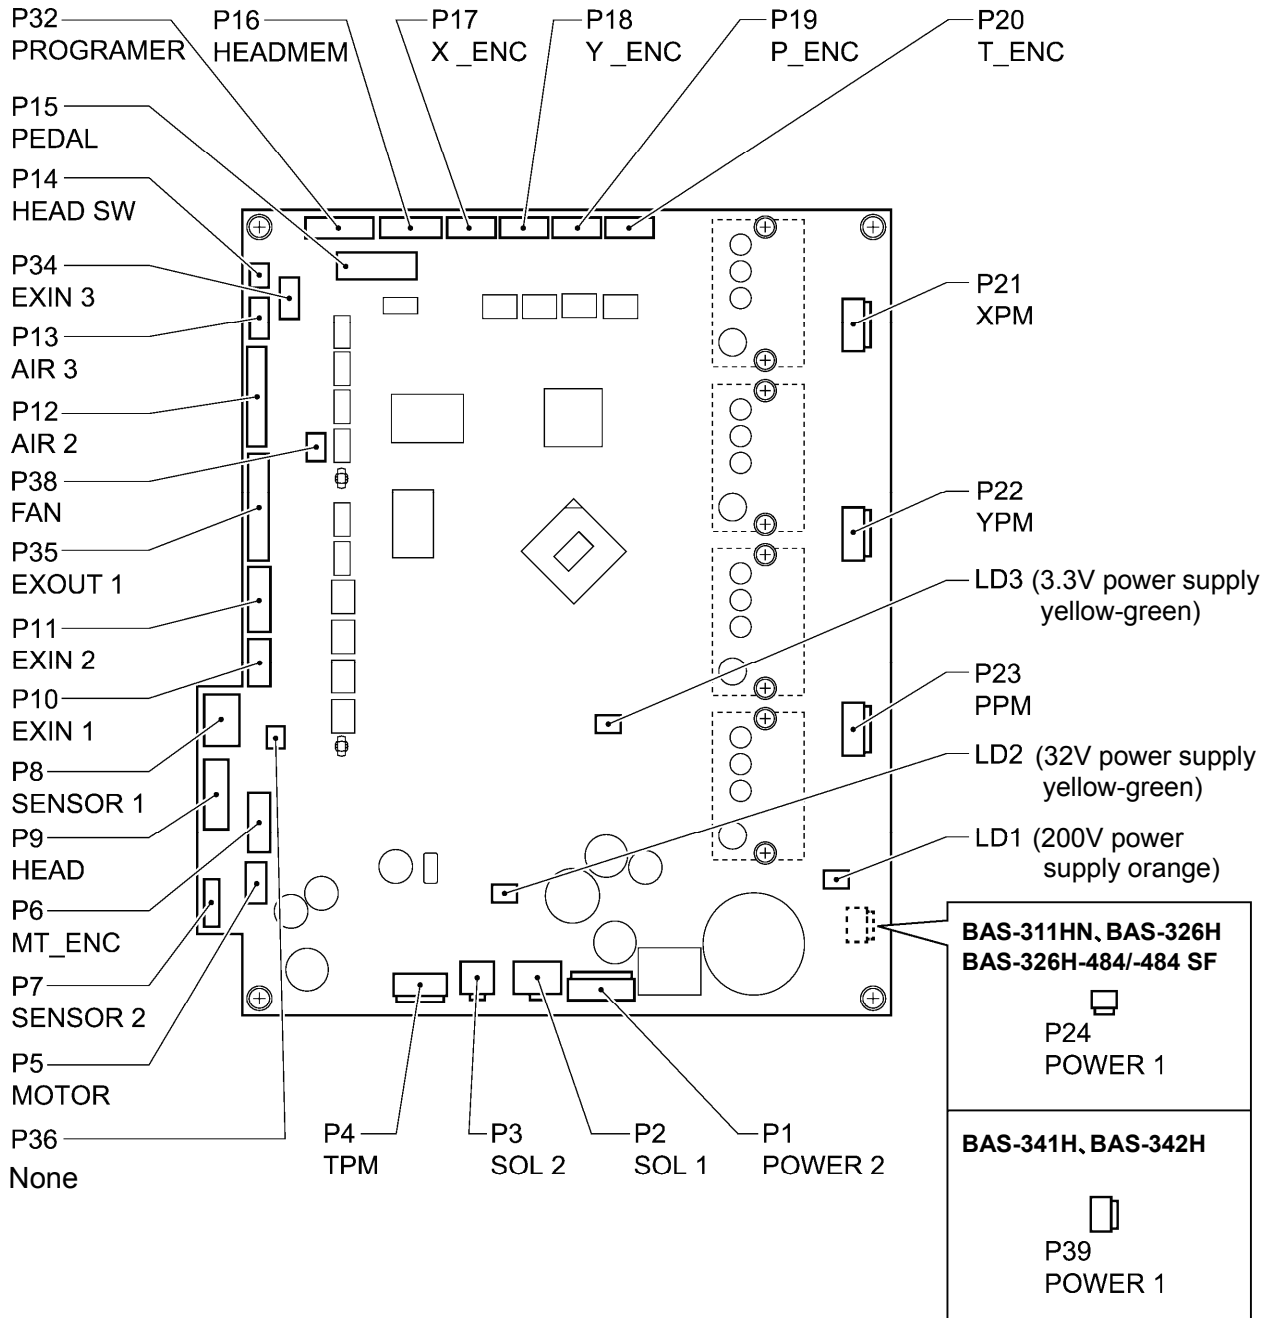 P32
PROGRAMER
P16
HEADMEM
P17
X _ENC
P18
Y _ENC
P19
P_ENC
P20
T_ENC
P15
PEDAL
P14
HEAD SW
P34
EXIN 3
P13
AIR 3
P12
AIR 2
P38
FAN
P35
EXOUT 1
P11
EXIN 2
P10
EXIN 1
P8
SENSOR 1
P9
HEAD
P6
MT_ENC
P7
SENSOR 2
P5
MOTOR
P36
None
P4
TPM
P3
SOL 2
P2
SOL 1
P1
POWER 2
P21
XPM
P22
YPM
LD3 (3.3V power supply
yellow-green)
P23
PPM
LD2 (32V power supply
yellow-green)
LD1 (200V power
supply orange)
BAS-311HN、BAS-326H
BAS-326H-484/-484 SF
P24
POWER 1
BAS-341H、BAS-342H
P39
POWER 1